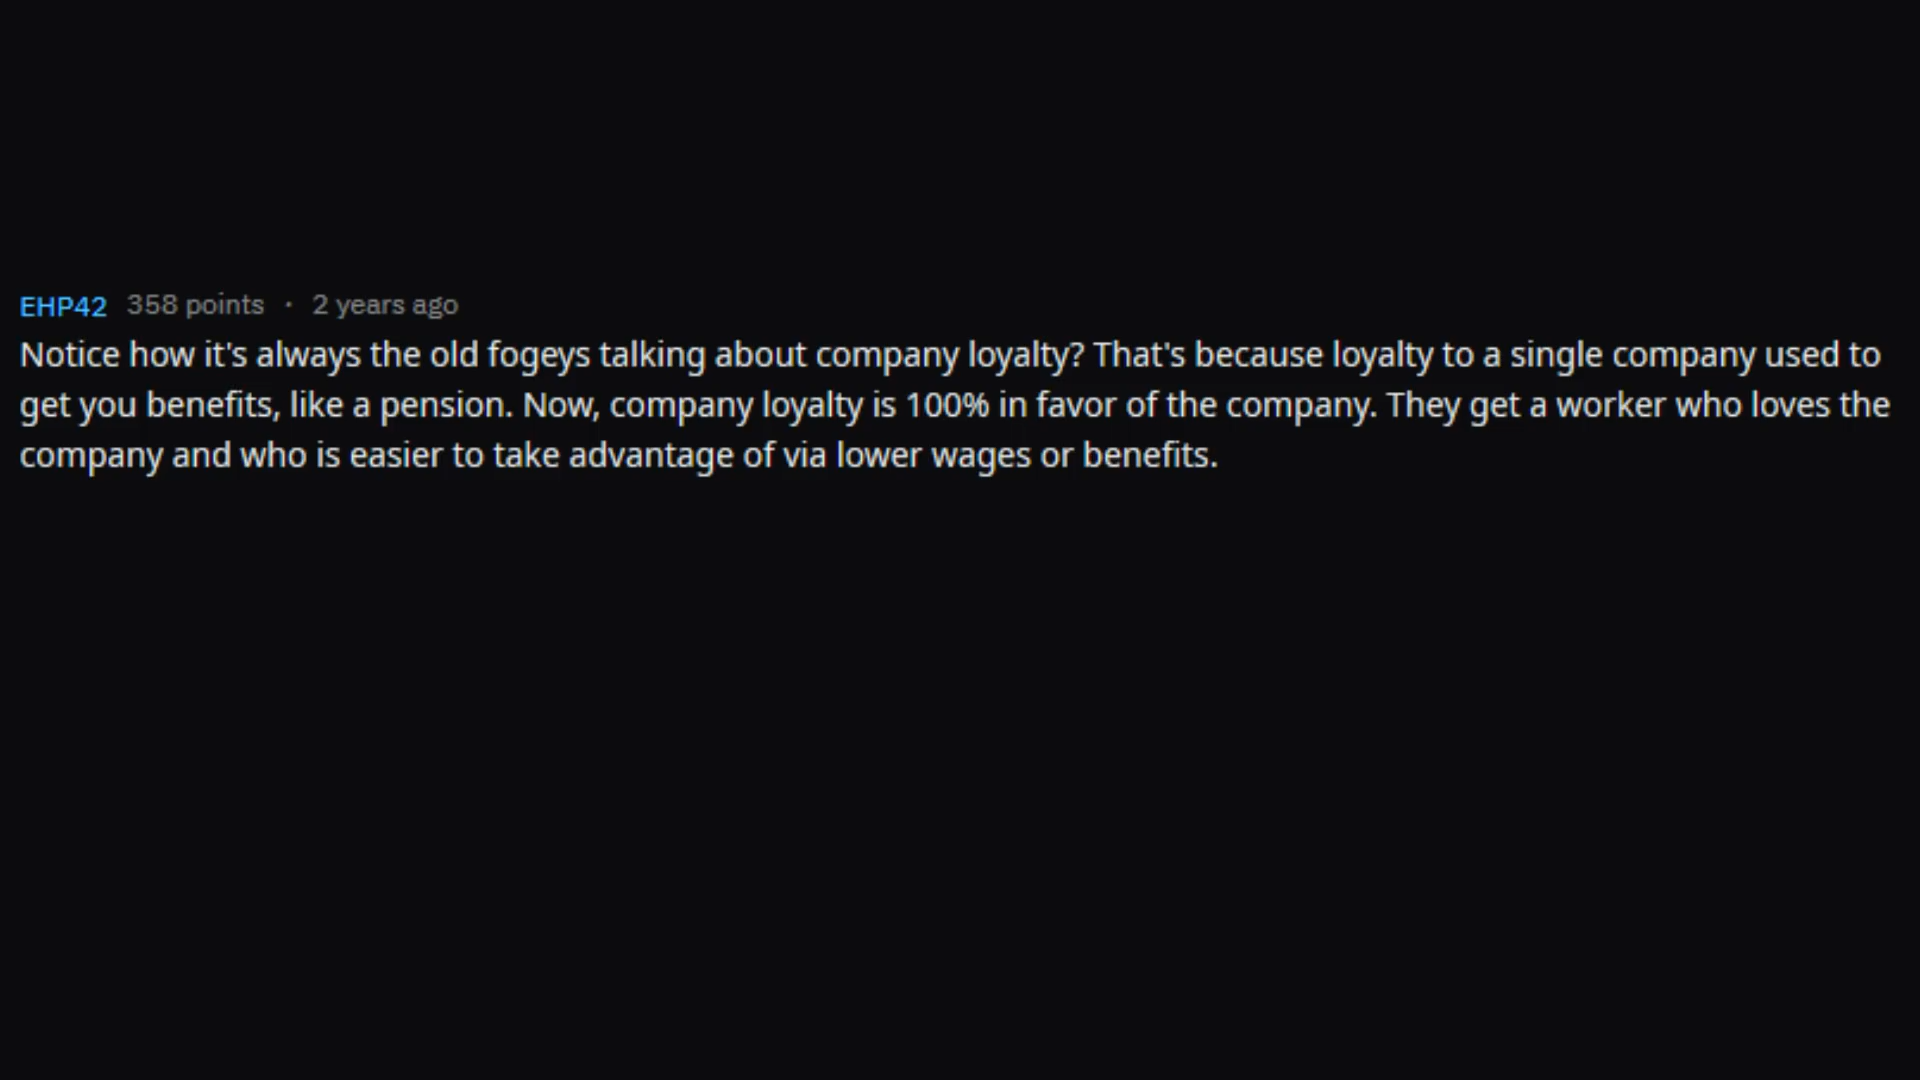 EHP42 358 points · 2 years ago
Notice how it's always the old fogeys talking about company loyalty? That's because loyalty to a single company used to
get you benefits, like a pension. Now, company loyalty is 100% in favor of the company. They get a worker who loves the
company and who is easier to take advantage of via lower wages or benefits.